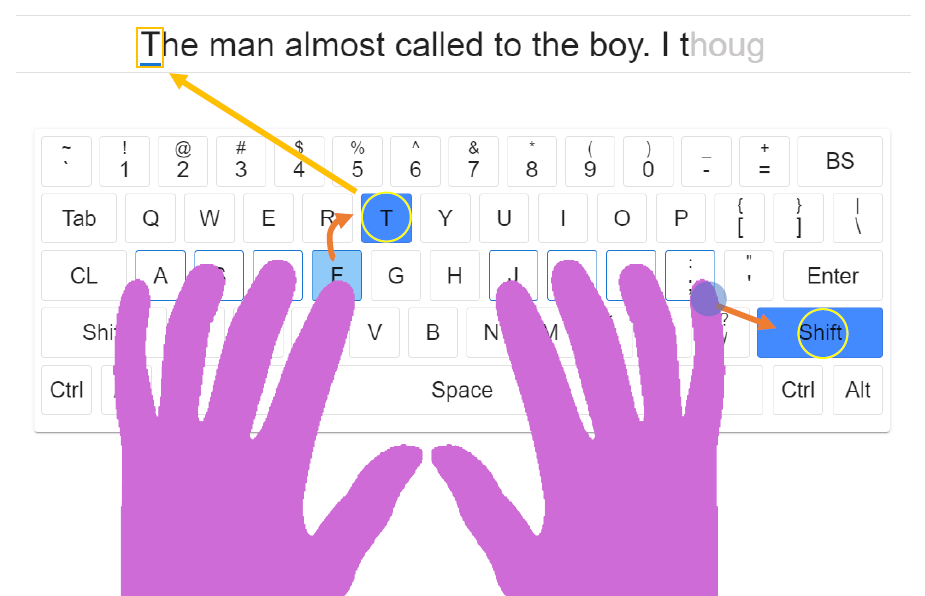 The man almost called to the boy. I thoug
~ ! @ # $ % ^ & * ( ) _ +
` 1 2 3 4 5 6 7 8 9 0 - = BS
Tab Q W E R T Y U I O P { [ } ] | \
CL A F G H J : ; " ' Enter
V B N M ? Shift
Ctrl Space Ctrl Alt